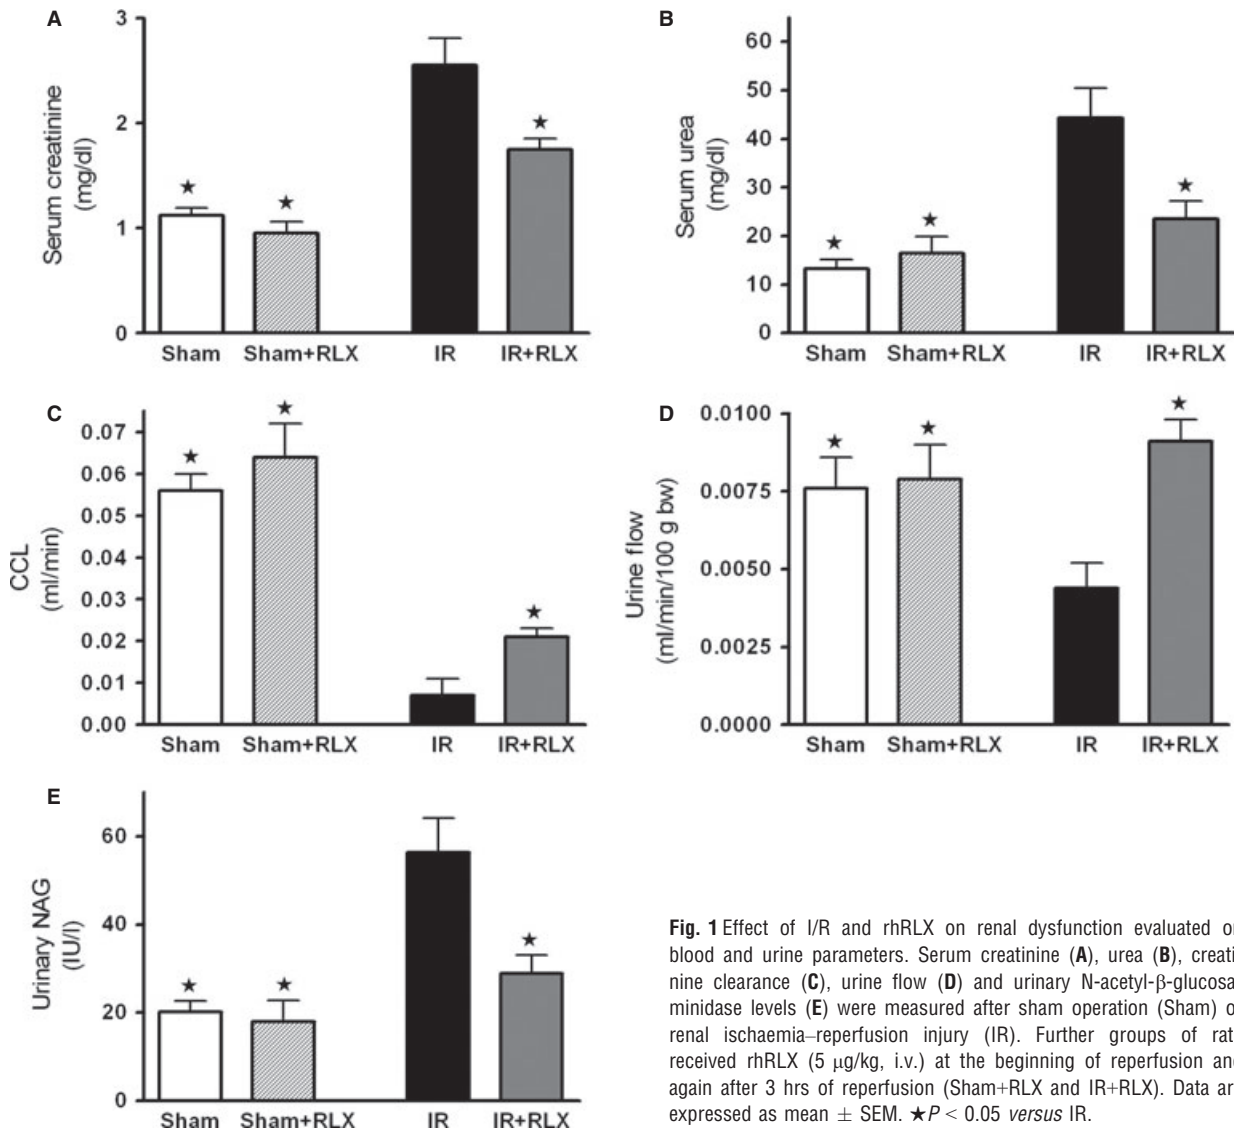 A
Serum creatinine
(mg/dl)
3
2
1
0
★ ★ ★
Sham Sham+RLX IR IR+RLX
B
Serum urea
(mg/dl)
60
50
40
30
20
10
0
★ ★ ★
Sham Sham+RLX IR IR+RLX
C
CCL
(ml/min)
0.07
0.06
0.05
0.04
0.03
0.02
0.01
0.00
★ ★ ★
Sham Sham+RLX IR IR+RLX
D
Urine flow
(ml/min/100 g bw)
0.0100
0.0075
0.0050
0.0025
0.0000
★ ★ ★
Sham Sham+RLX IR IR+RLX
E
Urinary NAG
(IU/l)
60
40
20
0
★ ★ ★
Sham Sham+RLX IR IR+RLX
Fig. 1 Effect of I/R and rhRLX on renal dysfunction evaluated o
blood and urine parameters. Serum creatinine (A), urea (B), creati
nine clearance (C), urine flow (D) and urinary N-acetyl-β-glucosa
minidase levels (E) were measured after sham operation (Sham) o
renal ischaemia–reperfusion injury (IR). Further groups of rat
received rhRLX (5 μg/kg, i.v.) at the beginning of reperfusion an
again after 3 hrs of reperfusion (Sham+RLX and IR+RLX). Data ar
expressed as mean ± SEM. ★P < 0.05 versus IR.